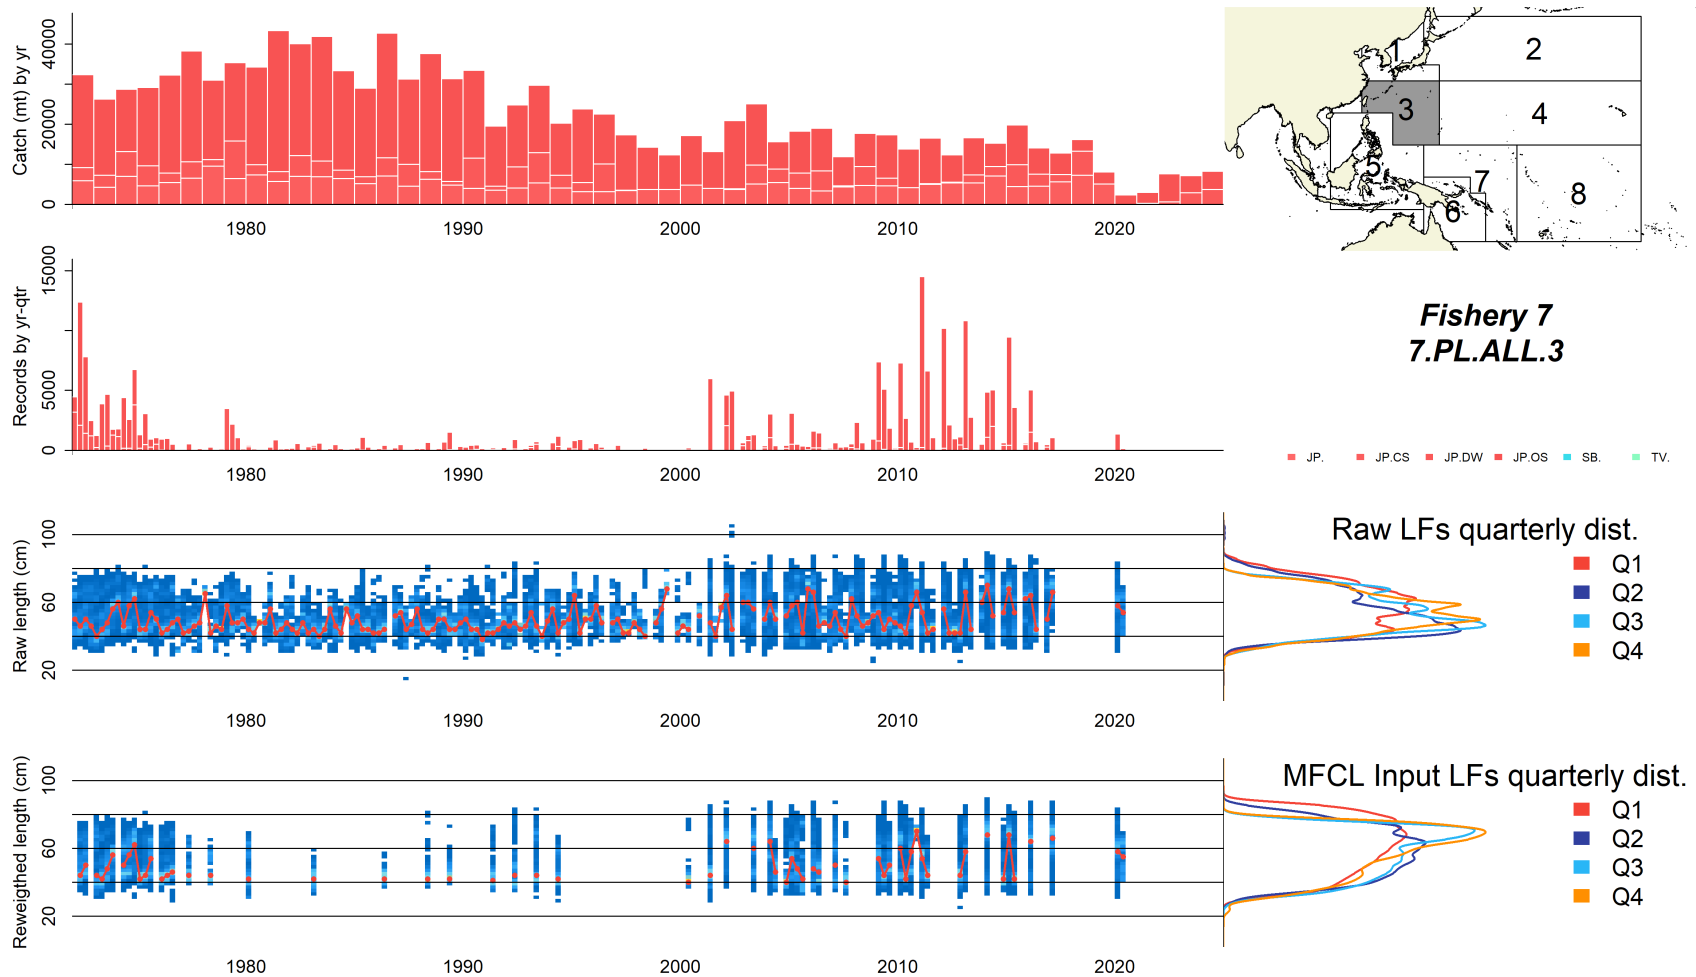 Catch (mt) by yr
40000
20000
0
1980
1990
2000
2010
2020
1
2
3
4
5
6
7
8
Records by yr-qtr
15000
5000
0
1980
1990
2000
2010
2020
Fishery 7
7.PL.ALL.3
JP. JP.CS JP.DW JP.OS SB. TV.
Raw length (cm)
100
60
20
1980
1990
2000
2010
2020
Raw LFs quarterly dist.
Q1
Q2
Q3
Q4
Reweigthed length (cm)
100
60
20
1980
1990
2000
2010
2020
MFCL Input LFs quarterly dist.
Q1
Q2
Q3
Q4